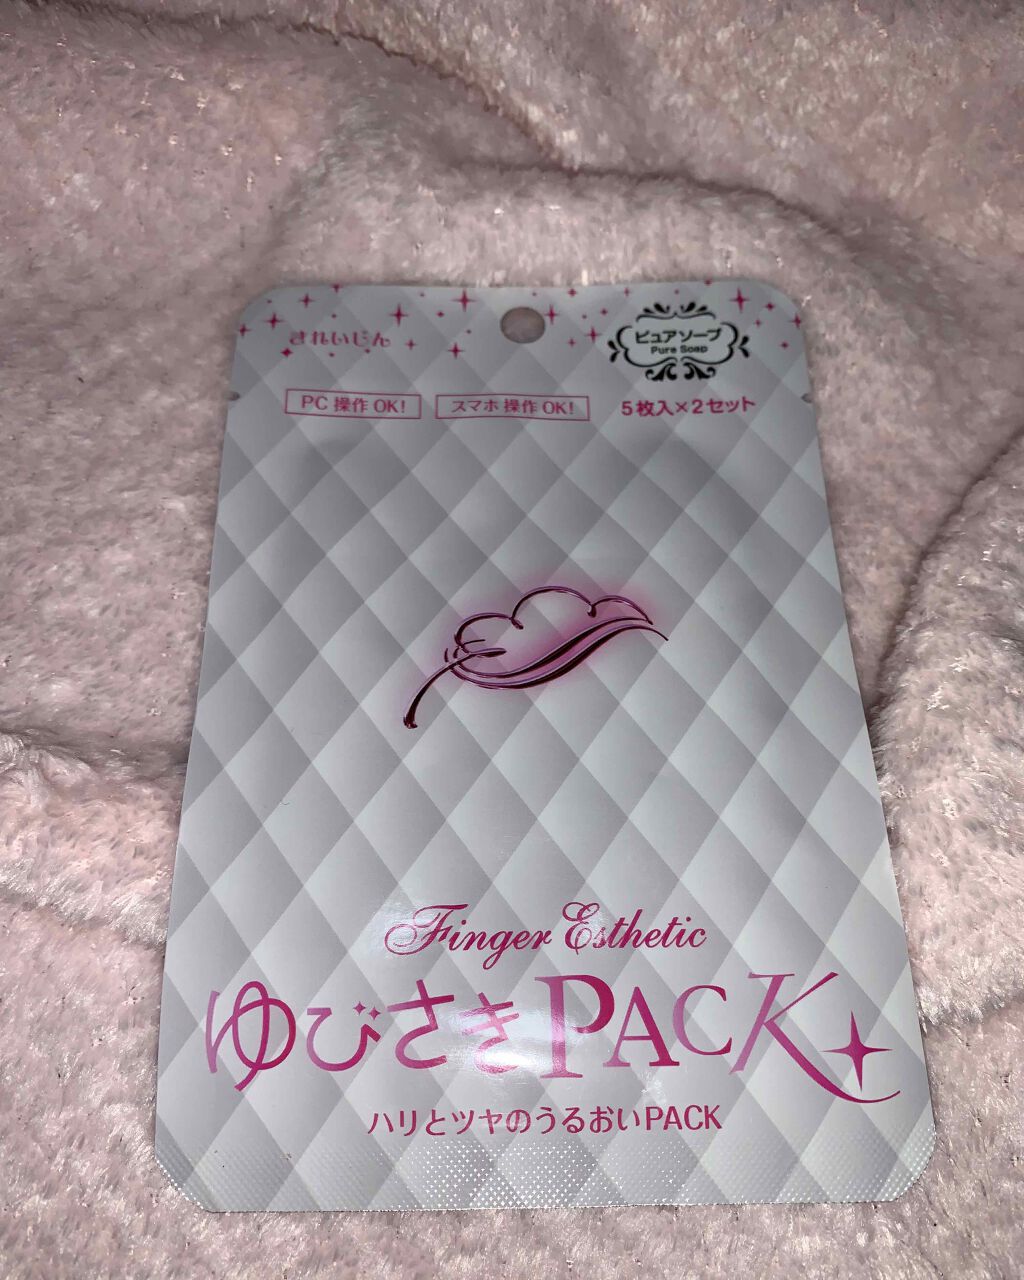 きれいじん
ピュアソープ
Pure Soap
PC 操作 OK!
スマホ 操作 OK!
5枚入×2セット
Finger Esthetic
ゆびさきPACK
ハリとツヤのうるおいPACK